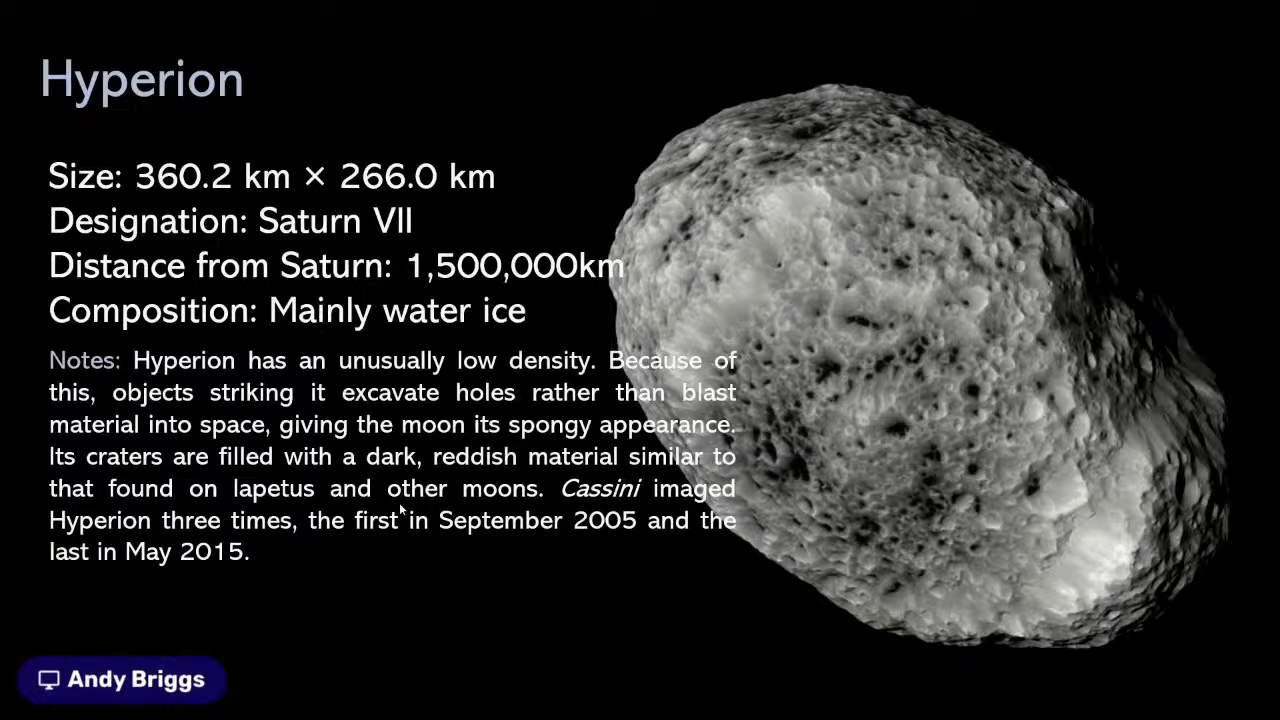 Hyperion
Size: 360.2 km × 266.0 km
Designation: Saturn VII
Distance from Saturn: 1,500,000km
Composition: Mainly water ice
Notes: Hyperion has an unusually low density. Because of
this, objects striking it excavate holes rather than blast
material into space, giving the moon its spongy appearance.
Its craters are filled with a dark, reddish material similar to
that found on Iapetus and other moons. Cassini imaged
Hyperion three times, the first in September 2005 and the
last in May 2015.
Andy Briggs